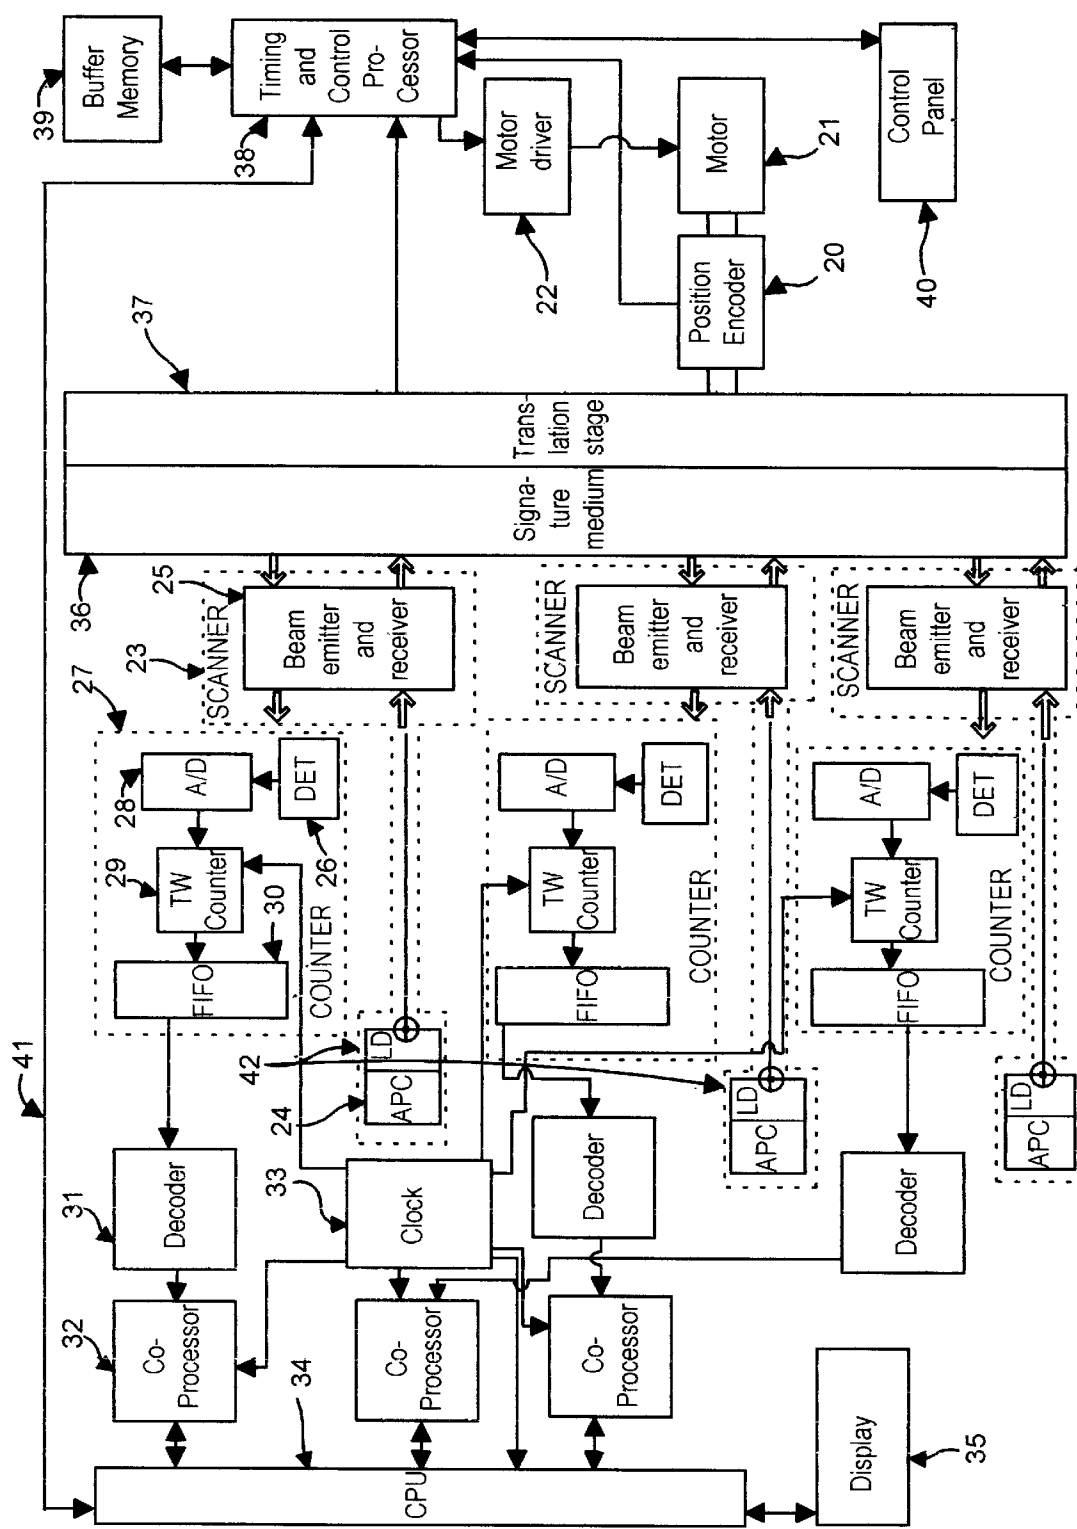 41
39
Buffer
Memory
CPU
34
32
Co-
Processor
31
Decoder
FIFO
30
29
TW
Counter
28
A/D
26
DET
27
COUNTER
36
37
38
Timing
and
Control
Pro-
Cessor
23
SCANNER
25
Beam
emitter
and
receiver
33
Clock
24
42
APC
LD
Co-
Processor
Signa-
ture
medium
Trans-
lation
stage
22
Motor
driver
Co-
Processor
Decoder
FIFO
TW
Counter
A/D
DET
COUNTER
SCANNER
Beam
emitter
and
receiver
Position
Encoder
20
Motor
21
APC
LD
Display
35
Decoder
FIFO
TW
Counter
A/D
DET
COUNTER
SCANNER
Beam
emitter
and
receiver
APC
LD
40
Control
Panel